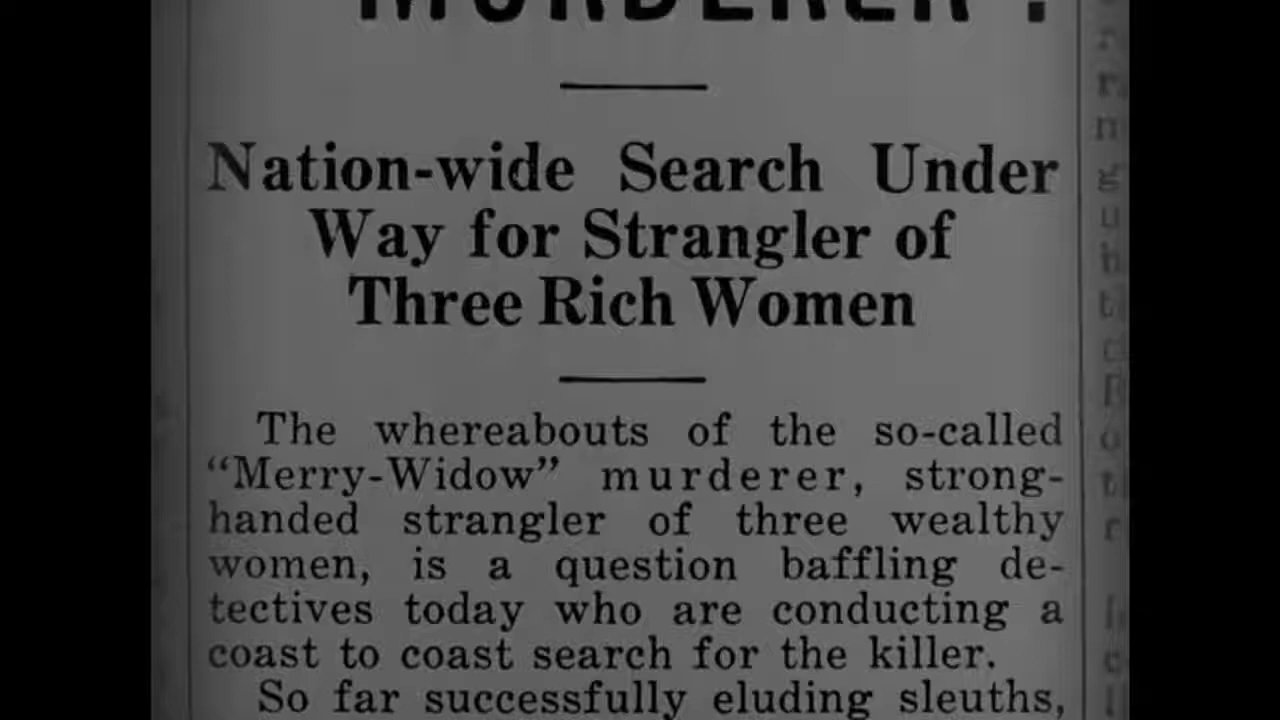 MURDERER?
Nation-wide Search Under
Way for Strangler of
Three Rich Women
The whereabouts of the so-called
“Merry-Widow” murderer, strong-
handed strangler of three wealthy
women, is a question baffling de-
tectives today who are conducting a
coast to coast search for the killer.
So far successfully eluding sleuths,